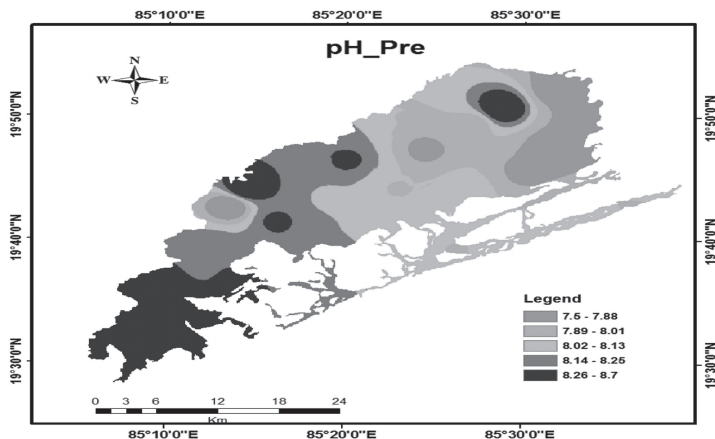 85°10'0"E 85°20'0"E 85°30'0"E
pH_Pre
N
W E
S
19°50'0"N 19°50'0"N
19°40'0"N 19°40'0"N
19°30'0"N 19°30'0"N
Legend
7.5 - 7.88
7.89 - 8.01
8.02 - 8.13
8.14 - 8.25
8.26 - 8.7
0 3 6 12 18 24
Km
85°10'0"E 85°20'0"E 85°30'0"E